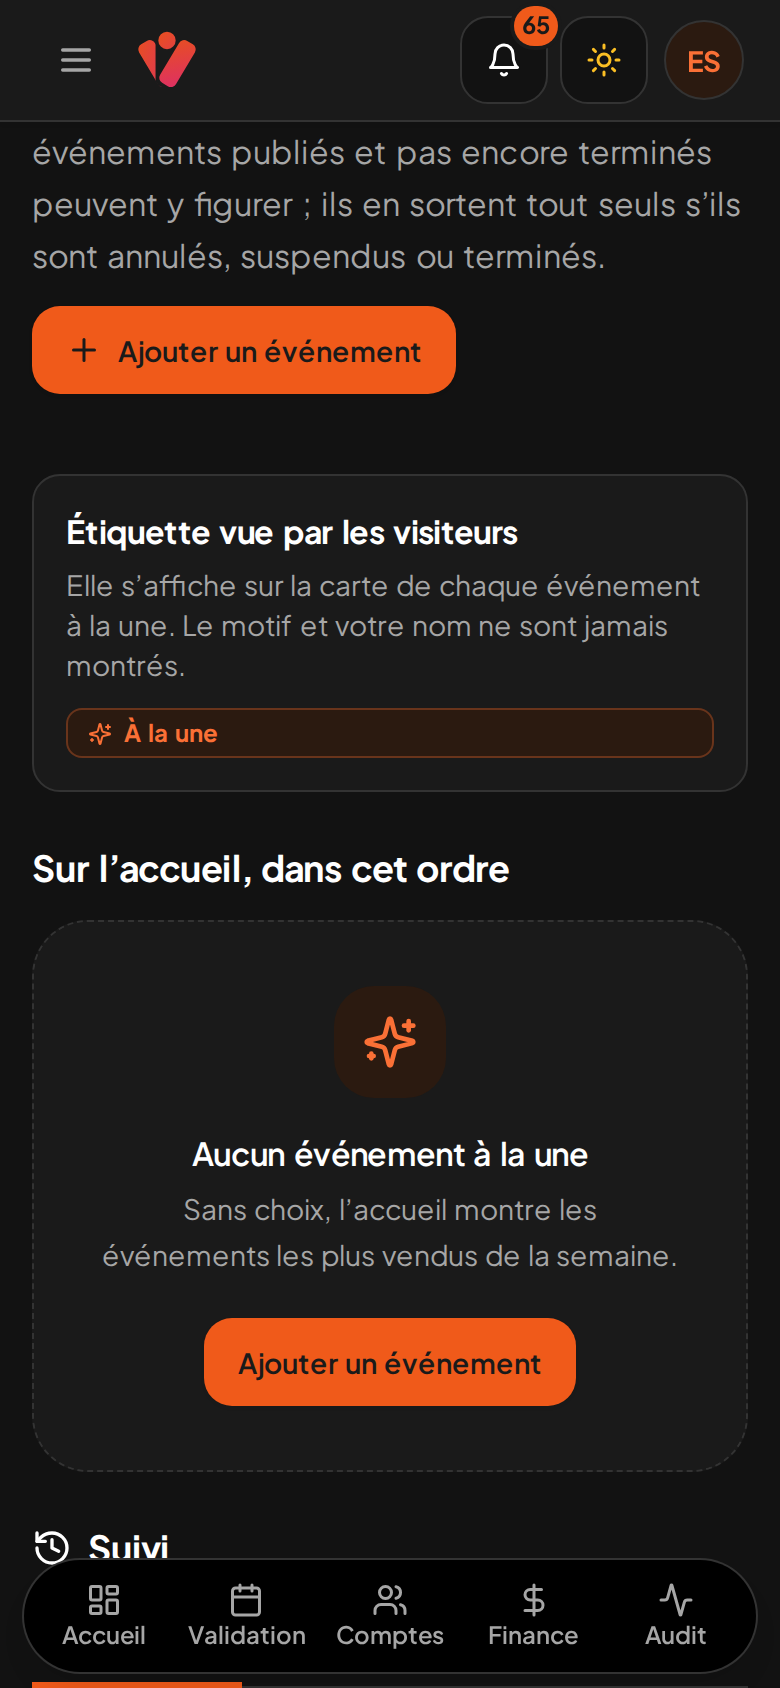 65
ES
événements publiés et pas encore terminés
peuvent y figurer ; ils en sortent tout seuls s’ils
sont annulés, suspendus ou terminés.
Ajouter un événement
Étiquette vue par les visiteurs
Elle s’affiche sur la carte de chaque événement
à la une. Le motif et votre nom ne sont jamais
montrés.
À la une
Sur l’accueil, dans cet ordre
Aucun événement à la une
Sans choix, l’accueil montre les
événements les plus vendus de la semaine.
Ajouter un événement
Suivi
Accueil
Validation
Comptes
Finance
Audit